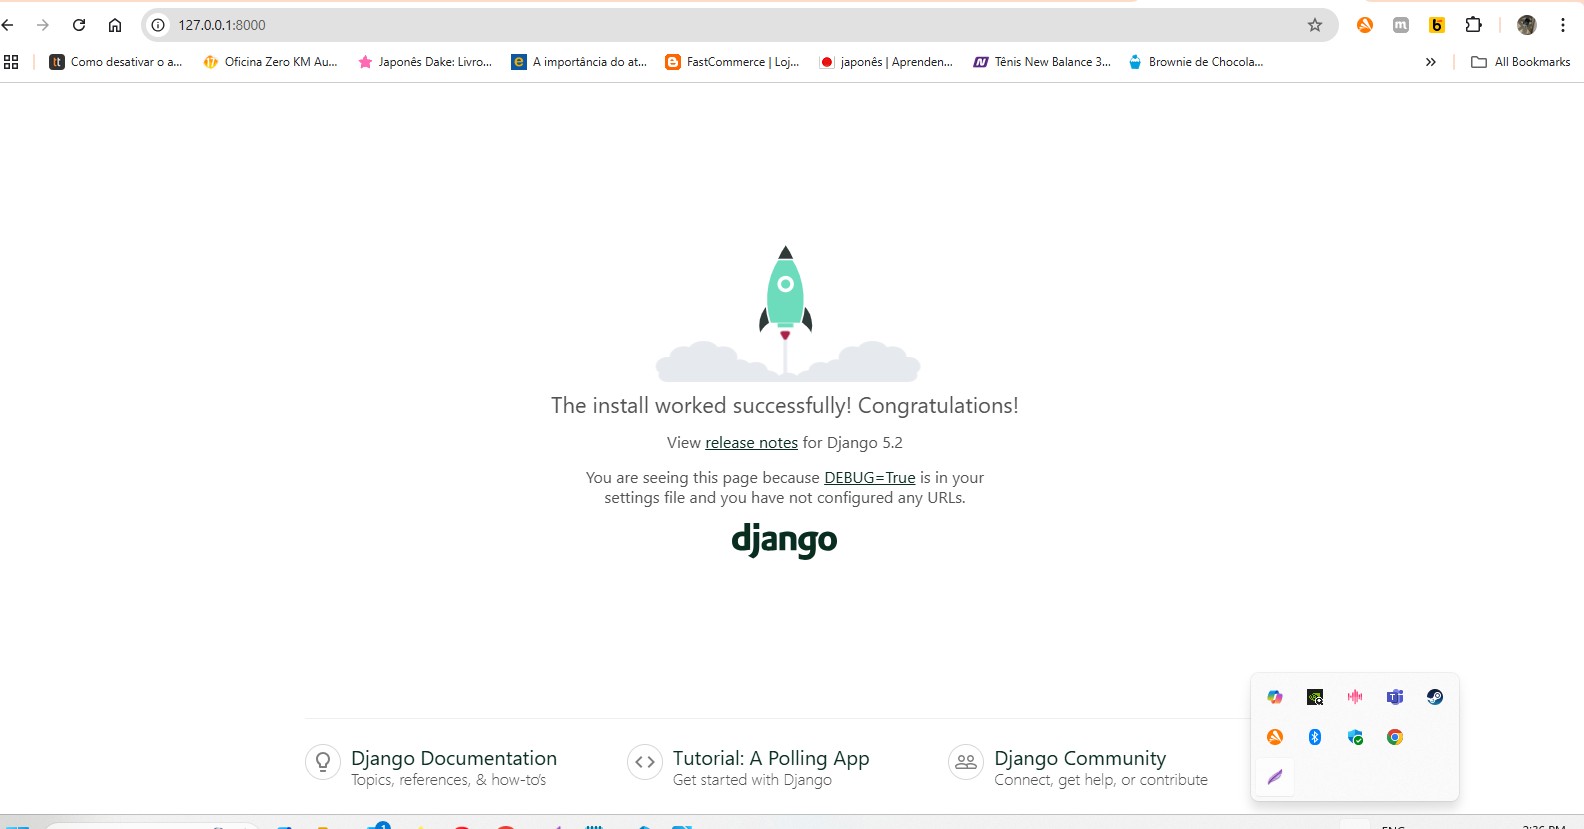 127.0.0.1:8000
Como desativar o a...
Oficina Zero KM Au...
Japonês Dake: Livro...
A importância do at...
FastCommerce | Loj...
japonês | Aprenden...
Tênis New Balance 3...
Brownie de Chocola...
All Bookmarks
The install worked successfully! Congratulations!
View release notes for Django 5.2
You are seeing this page because DEBUG=True is in your
settings file and you have not configured any URLs.
django
Django Documentation
Topics, references, & how-to's
Tutorial: A Polling App
Get started with Django
Django Community
Connect, get help, or contribute